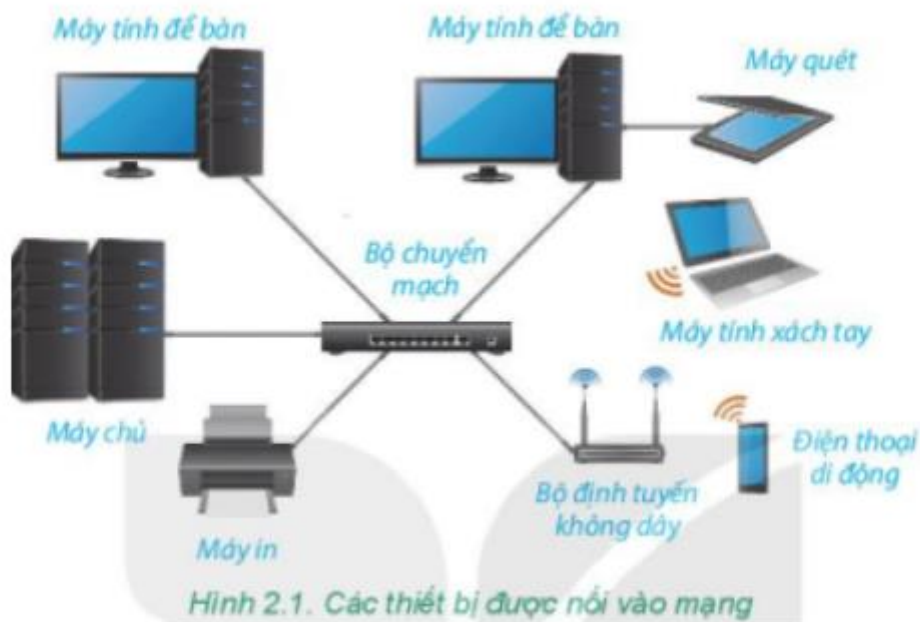 Máy tính để bàn
Máy tính để bàn
Máy quét
Bộ chuyển
mạch
Máy tính xách tay
Máy chủ
Điện thoại
di động
Bộ định tuyến
không dây
Máy in
Hình 2.1. Các thiết bị được nối vào mạng